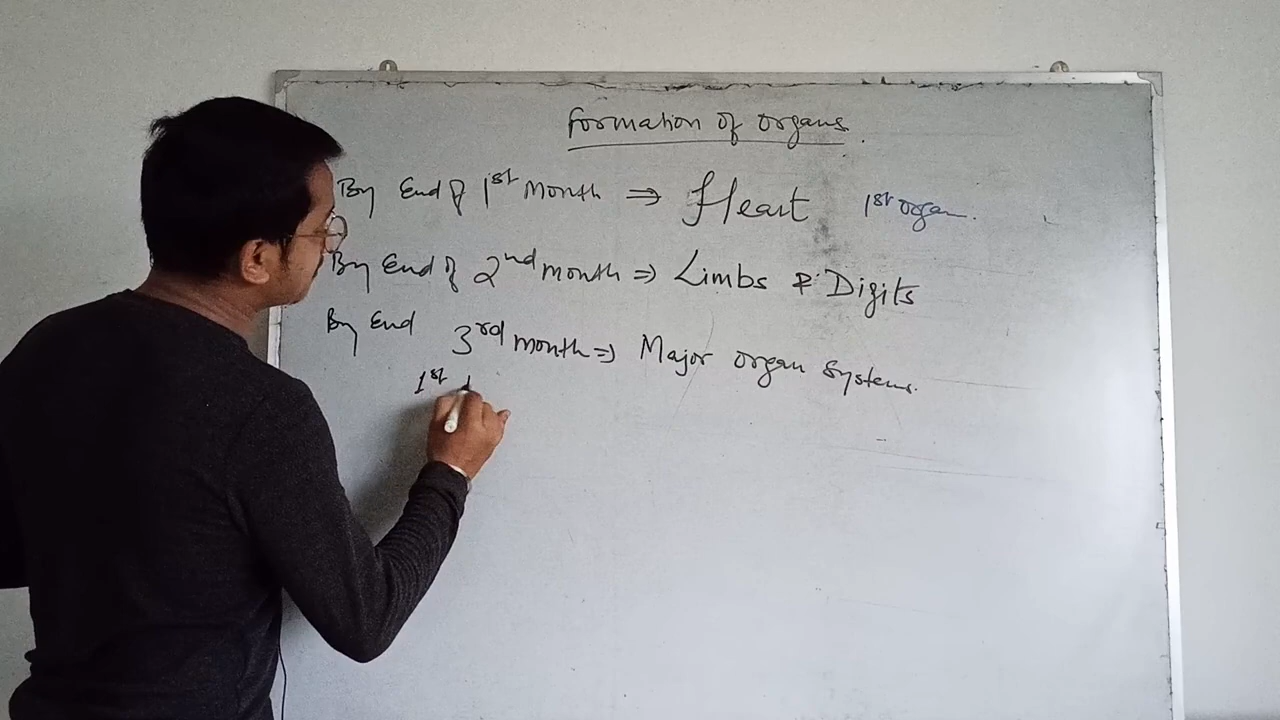 Formation of Organs.
By End of 1st Month ⇒ Heart 1st organ.
By End of 2nd month ⇒ Limbs & Digits
By End 3rd month ⇒ Major organ systems.
1st